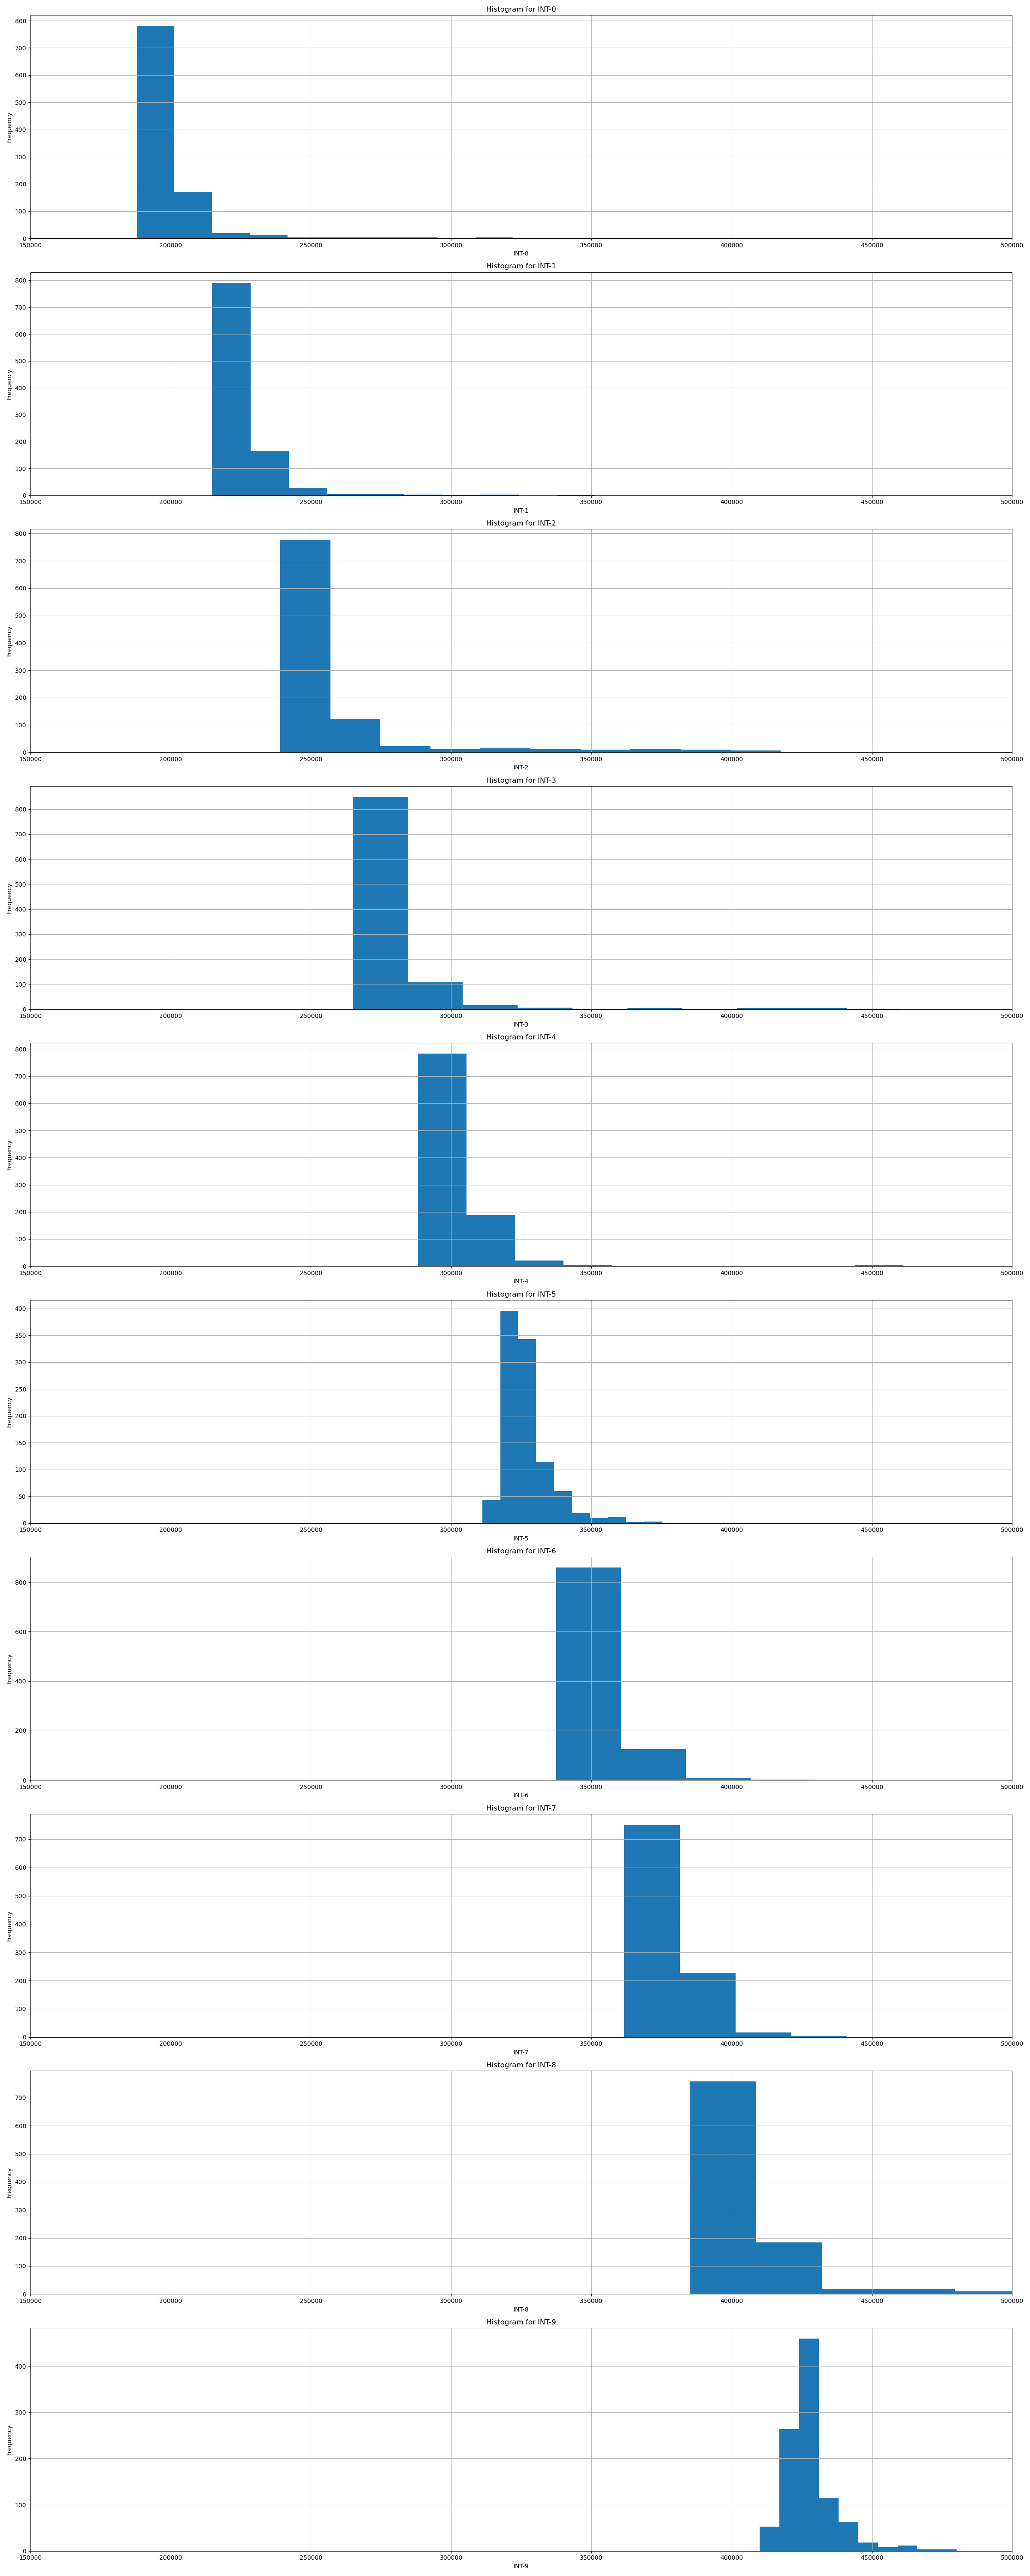 Histogram for INT-0
800
700
600
500
400
300
200
100
0
Frequency
150000 200000 250000 300000 350000 400000 450000 500000
INT-0
Histogram for INT-1
800
700
600
500
400
300
200
100
0
Frequency
150000 200000 250000 300000 350000 400000 450000 500000
INT-1
Histogram for INT-2
800
700
600
500
400
300
200
100
0
Frequency
150000 200000 250000 300000 350000 400000 450000 500000
INT-2
Histogram for INT-3
800
700
600
500
400
300
200
100
0
Frequency
150000 200000 250000 300000 350000 400000 450000 500000
INT-3
Histogram for INT-4
800
700
600
500
400
300
200
100
0
Frequency
150000 200000 250000 300000 350000 400000 450000 500000
INT-4
Histogram for INT-5
400
350
300
250
200
150
100
50
0
Frequency
150000 200000 250000 300000 350000 400000 450000 500000
INT-5
Histogram for INT-6
800
600
400
200
0
Frequency
150000 200000 250000 300000 350000 400000 450000 500000
INT-6
Histogram for INT-7
700
600
500
400
300
200
100
0
Frequency
150000 200000 250000 300000 350000 400000 450000 500000
INT-7
Histogram for INT-8
700
600
500
400
300
200
100
0
Frequency
150000 200000 250000 300000 350000 400000 450000 500000
INT-8
Histogram for INT-9
400
300
200
100
0
Frequency
150000 200000 250000 300000 350000 400000 450000 500000
INT-9